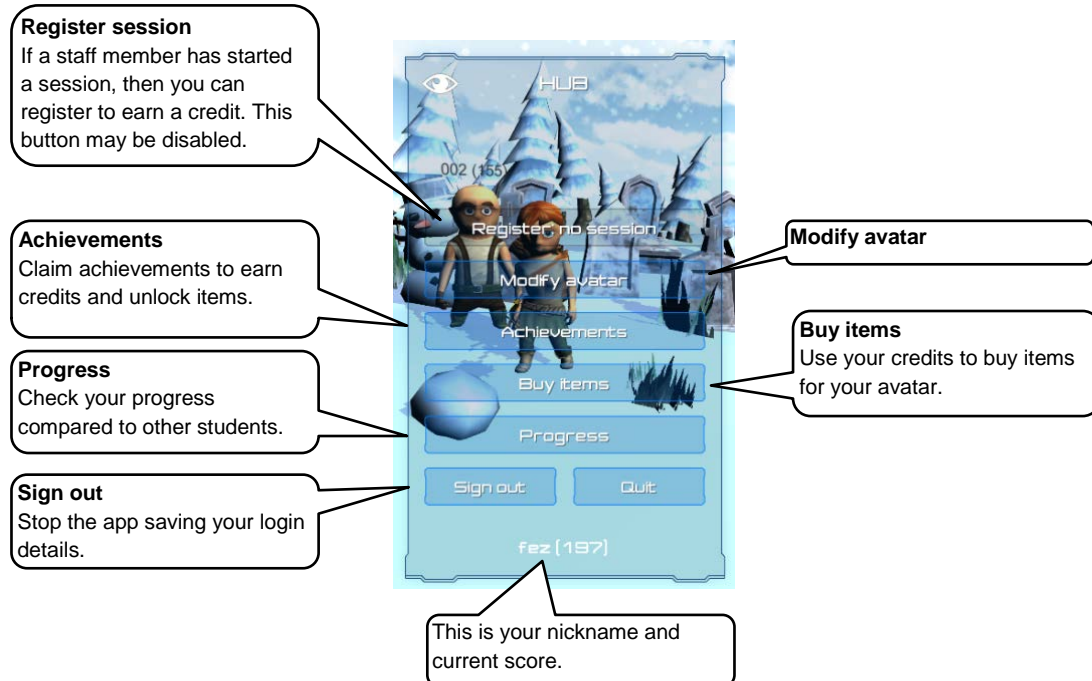 Register session
If a staff member has started
a session, then you can
register to earn a credit. This
button may be disabled.
HUB
002 (155)
Register: no session
Achievements
Claim achievements to earn
credits and unlock items.
Modify avatar
Modify avatar
Achievements
Buy items
Use your credits to buy items
for your avatar.
Progress
Check your progress
compared to other students.
Buy items
Progress
Sign out
Stop the app saving your login
details.
Sign out
Quit
fez (197)
This is your nickname and
current score.